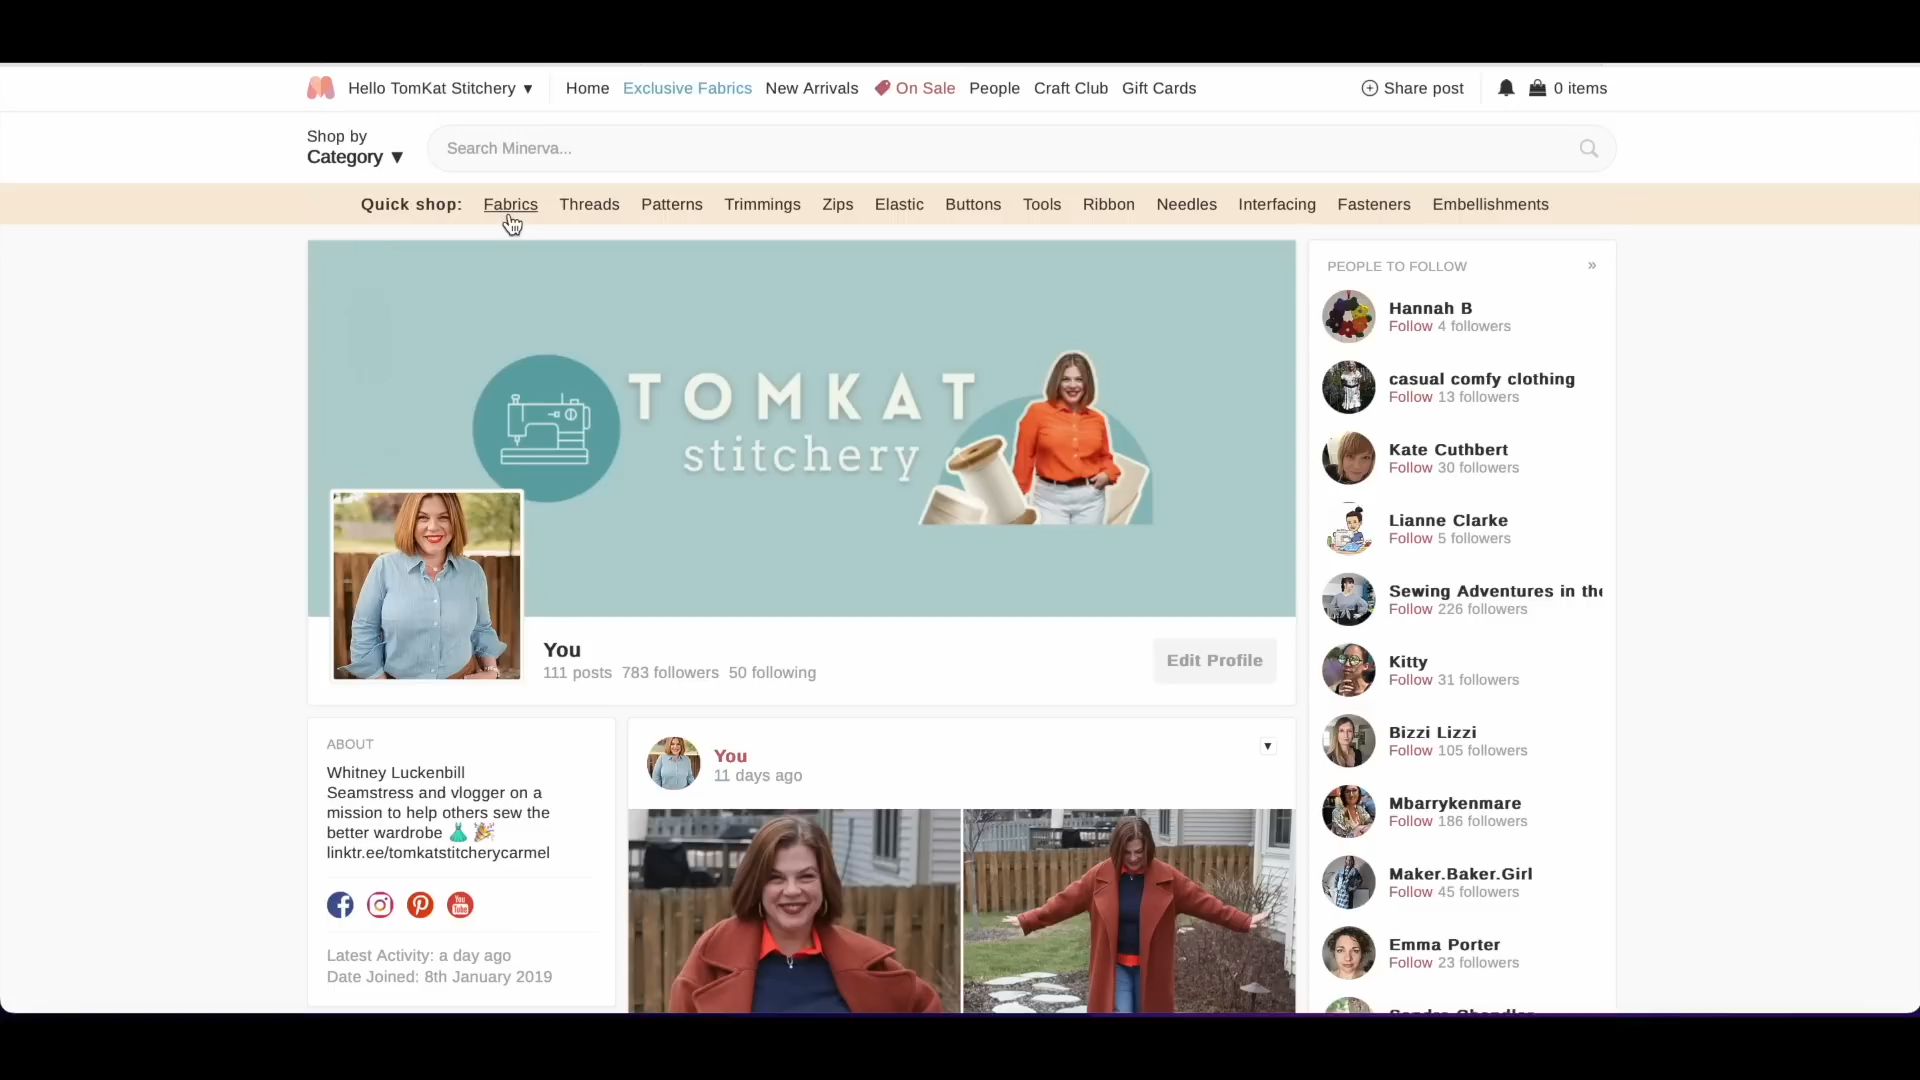 Hello TomKat Stitchery ▼ Home Exclusive Fabrics New Arrivals On Sale People Craft Club Gift Cards Share post 0 items
Shop by
Category ▼
Search Minerva...
Quick shop: Fabrics Threads Patterns Trimmings Zips Elastic Buttons Tools Ribbon Needles Interfacing Fasteners Embellishments
TOMKAT
stitchery
You
111 posts 783 followers 50 following
Edit Profile
ABOUT
Whitney Luckenbill
Seamstress and vlogger on a
mission to help others sew the
better wardrobe 👗 🎉
linktr.ee/tomkatstitcherycarmel
You Tube
Latest Activity: a day ago
Date Joined: 8th January 2019
You
11 days ago
PEOPLE TO FOLLOW »
Hannah B
Follow 4 followers
casual comfy clothing
Follow 13 followers
Kate Cuthbert
Follow 30 followers
Lianne Clarke
Follow 5 followers
Sewing Adventures in the
Follow 226 followers
Kitty
Follow 31 followers
Bizzi Lizzi
Follow 105 followers
Mbarrykenmare
Follow 186 followers
Maker.Baker.Girl
Follow 45 followers
Emma Porter
Follow 23 followers